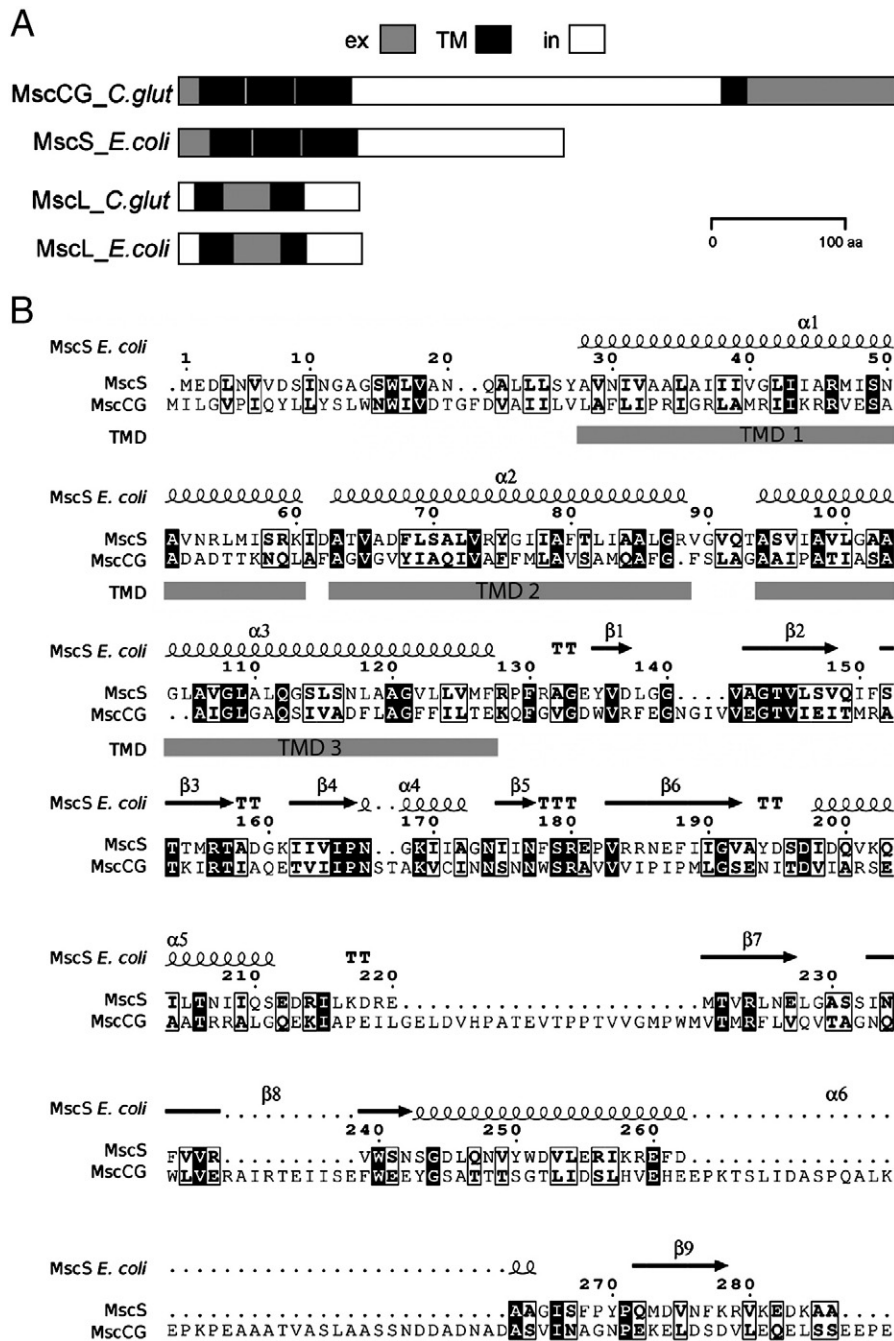 A
ex TM in
MscCG_C.glut
MscS_E.coli
MscL_C.glut
MscL_E.coli
0 100 aa
B
MscS E. coli α1
1 10 20 30 40 50
MscS .MEDLNVVDSINGAGSWLVAN..QALLLSYAVNIVAALAIIIVGLIIARMISN
MscCG MILGVPIQYLLYSLWNWIVDTGFDVAIILVLAFLIPRIGRLAMRIIKRRVESA
TMD TMD 1
MscS E. coli α2
60 70 80 90 100
MscS AVNRLMISRKIDATVADFLSALVRYGIIAFTLIAALGRVGVQTASVIAVLGAA
MscCG ADADTTKNQLAFAGVGVYIAQIVAFFMLAVSAMQAFG.FSLAGAAIPATIASA
TMD TMD 2
MscS E. coli α3 TT β1 β2
110 120 130 140 150
MscS GLAVGLALQGSLSNLAAGVLLVMFRPFRAGEYVDLGG....VAGTVLSVQIFS
MscCG ..AIGLGAQSIVADFLAGFFILTEKQFGVGDWVRFEGNGIVVEGTVIEITMRA
TMD TMD 3
MscS E. coli β3 TT β4 α4 β5 TTT β6 TT
160 170 180 190 200
MscS TTMRTADGKIIVIPN..GKIIAGNIINFSREPVRRNEFIIGVAYDSDIDQVKQ
MscCG TKIRTIAQETVIIPNSTAKVCINNSNNWSRAVVVIPIPMLGSENITDVIARSE
MscS E. coli α5 TT β7
210 220 230
MscS ILTNIIQSEDRILKDRE......................MTVRLNELGASSIN
MscCG AATRRALGQEKIAPEILGELDVHPATEVTPPTVVGMPWMVTMRFLVQVTAGNQ
MscS E. coli β8 α6
240 250 260
MscS FVVR..........VWSNSGDLQNVYWDVLERIKREFD...............
MscCG WLVERAIRTEIISEFWEEYGSATTTSGTLIDSLHVEHEEPKTSLIDASPQALK
MscS E. coli β9
270 280
MscS .........................AAGISFPYPQMDVNFKRVKEDKAA....
MscCG EPKPEAAATVASLAASSNDDADNADASVINAGNPEKELDSDVLEQELSSEEPE